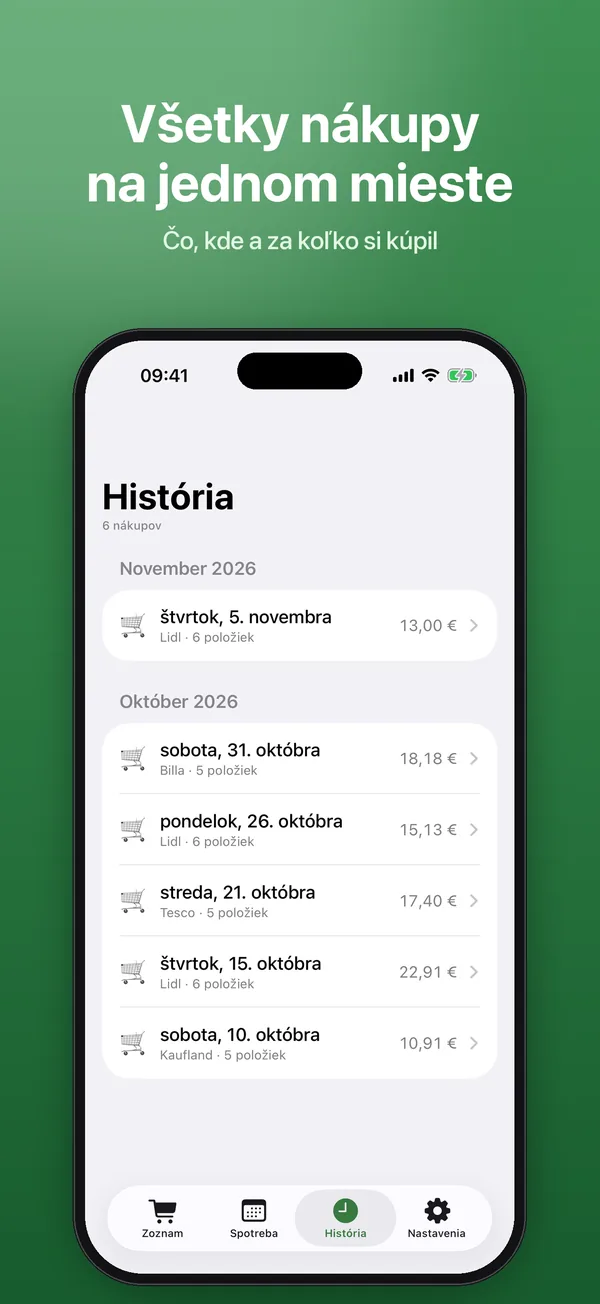 Všetky nákupy
na jednom mieste
Čo, kde a za koľko si kúpil
09:41
História
6 nákupov
November 2026
štvrtok, 5. novembra
13,00 €
Lidl · 6 položiek
Október 2026
sobota, 31. októbra
18,18 €
Billa · 5 položiek
pondelok, 26. októbra
15,13 €
Lidl · 6 položiek
streda, 21. októbra
17,40 €
Tesco · 5 položiek
štvrtok, 15. októbra
22,91 €
Lidl · 6 položiek
sobota, 10. októbra
10,91 €
Kaufland · 5 položiek
Zoznam
Spotreba
História
Nastavenia